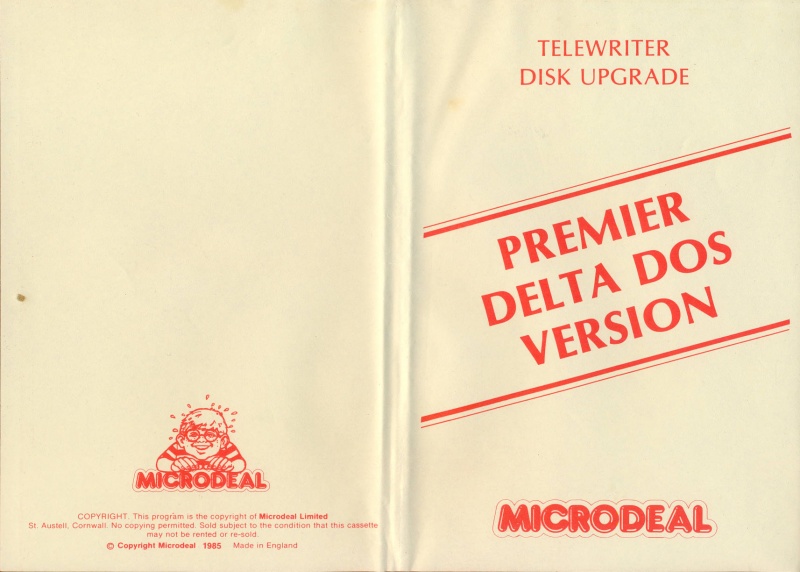 TELEWRITER
DISK UPGRADE
PREMIER
DELTA DOS
VERSION
MICRODEAL
MICRODEAL
COPYRIGHT. This program is the copyright of Microdeal Limited
St. Austell, Cornwall. No copying permitted. Sold subject to the condition that this cassette
may not be rented or re-sold.
© Copyright Microdeal 1985 Made in England